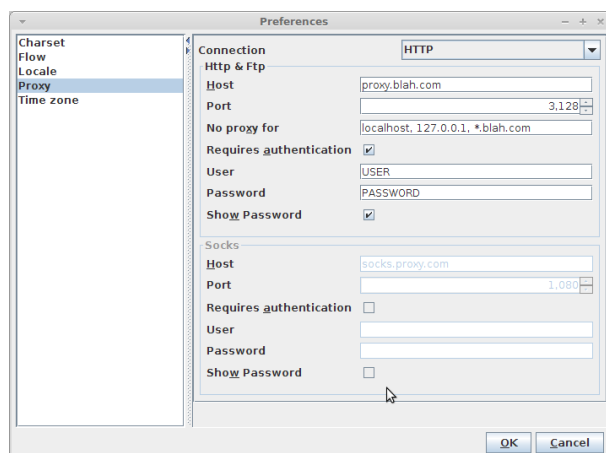 Preferences
Charset
Flow
Locale
Proxy
Time zone
Connection HTTP
Http & Ftp
Host proxy.blah.com
Port 3,128
No proxy for localhost, 127.0.0.1, *.blah.com
Requires authentication
User USER
Password PASSWORD
Show Password
Socks
Host socks.proxy.com
Port 1,080
Requires authentication
User
Password
Show Password
OK Cancel